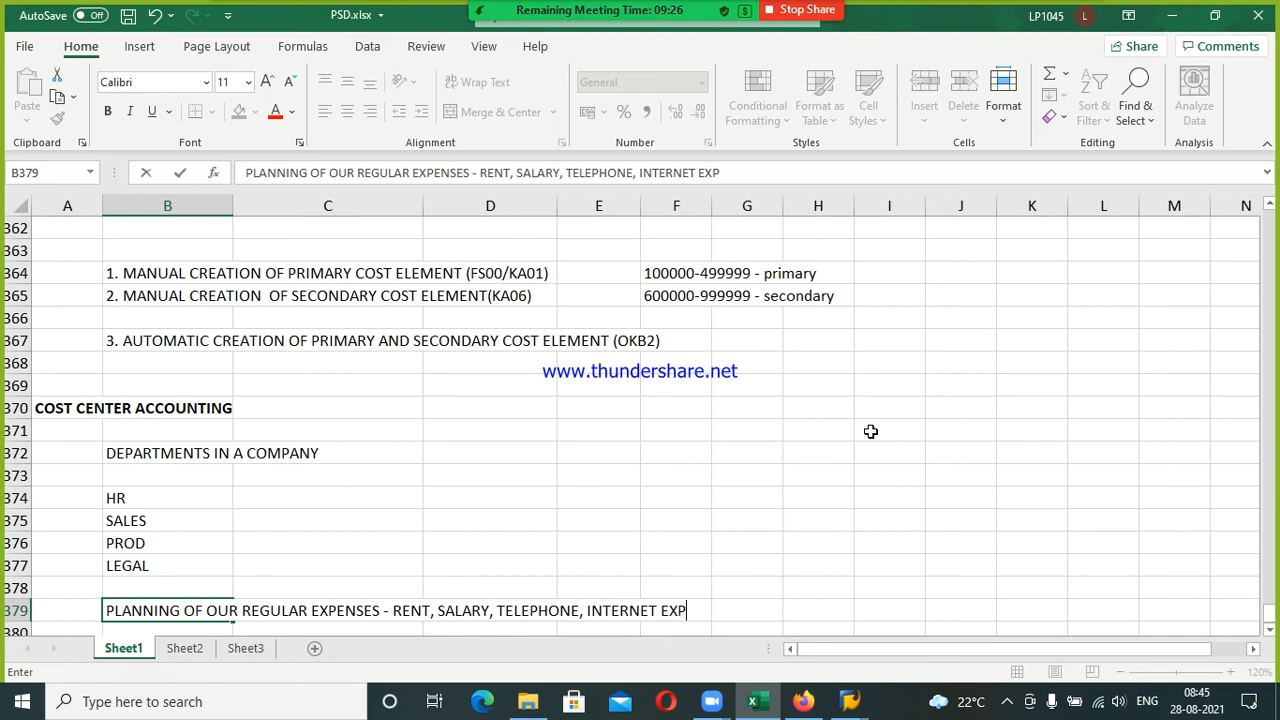 AutoSave Off PSD.xlsx Remaining Meeting Time: 09:26 $ Stop Share LP1045 L
File Home Insert Page Layout Formulas Data Review View Help Share Comments
Paste Calibri 11 A A Wrap Text General Conditional Formatting Format as Table Cell Styles Insert Delete Format Sort & Filter Find & Select Analyze Data
B I U A Merge & Center %
Clipboard Font Alignment Number Styles Cells Editing Analysis
B379 fx PLANNING OF OUR REGULAR EXPENSES - RENT, SALARY, TELEPHONE, INTERNET EXP
A B C D E F G H I J K L M N
362
363
364 1. MANUAL CREATION OF PRIMARY COST ELEMENT (FS00/KA01) 100000-499999 - primary
365 2. MANUAL CREATION OF SECONDARY COST ELEMENT(KA06) 600000-999999 - secondary
366
367 3. AUTOMATIC CREATION OF PRIMARY AND SECONDARY COST ELEMENT (OKB2)
368 www.thundershare.net
369
370 COST CENTER ACCOUNTING
371
372 DEPARTMENTS IN A COMPANY
373
374 HR
375 SALES
376 PROD
377 LEGAL
378
379 PLANNING OF OUR REGULAR EXPENSES - RENT, SALARY, TELEPHONE, INTERNET EXP
380
Sheet1 Sheet2 Sheet3
Enter 120%
Type here to search 22°C ENG 08:45
28-08-2021